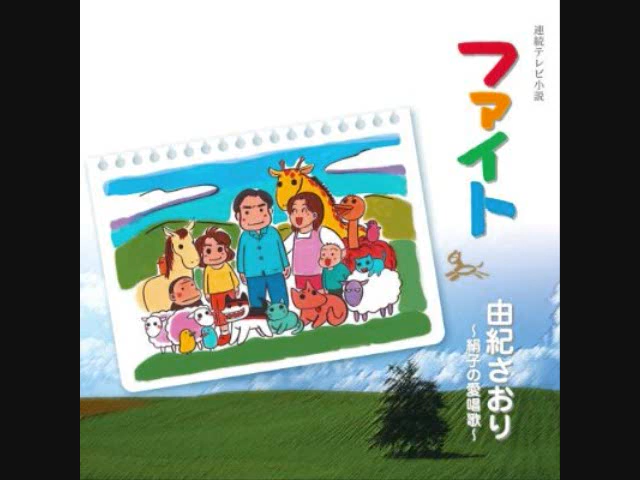 連続テレビ小説
ファイト
由紀さおり
〜絹子の愛唱歌〜